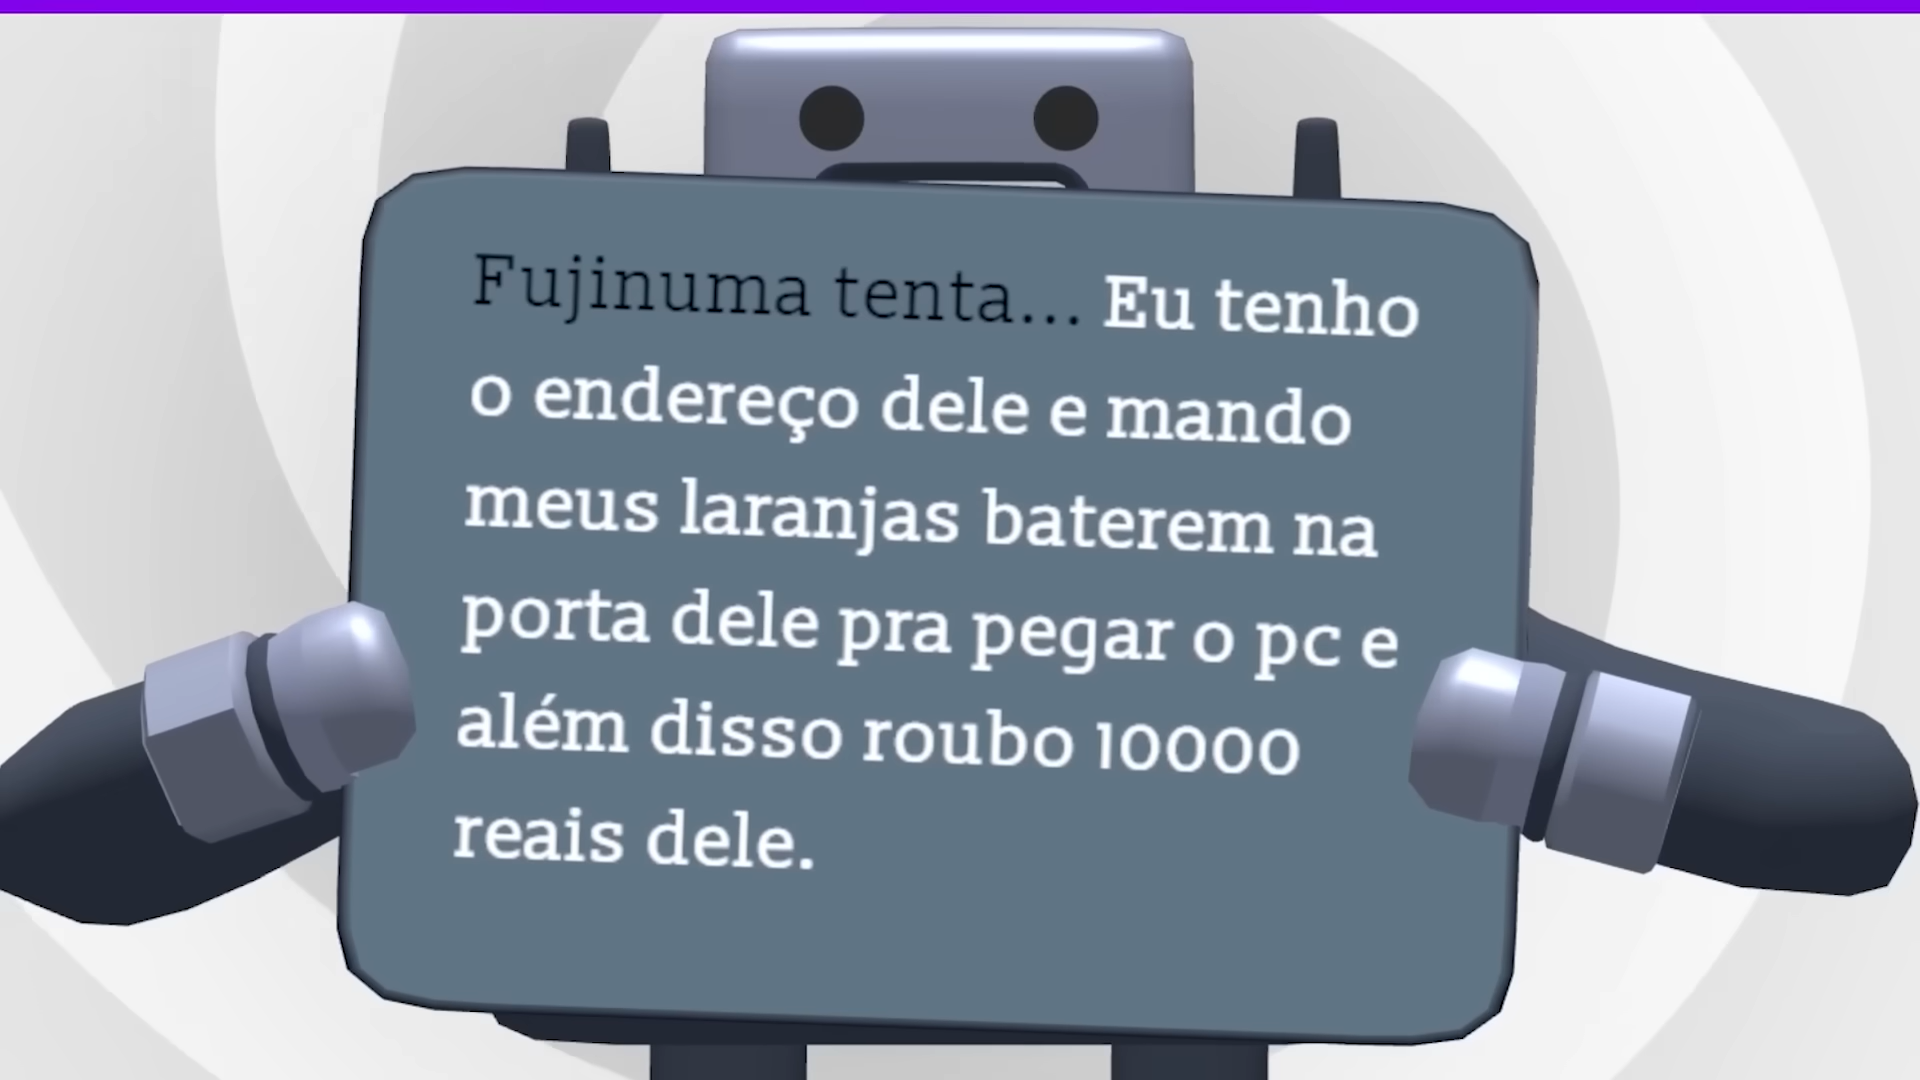 Fujinuma tenta... Eu tenho
o endereço dele e mando
meus laranjas baterem na
porta dele pra pegar o pc e
além disso roubo 10000
reais dele.